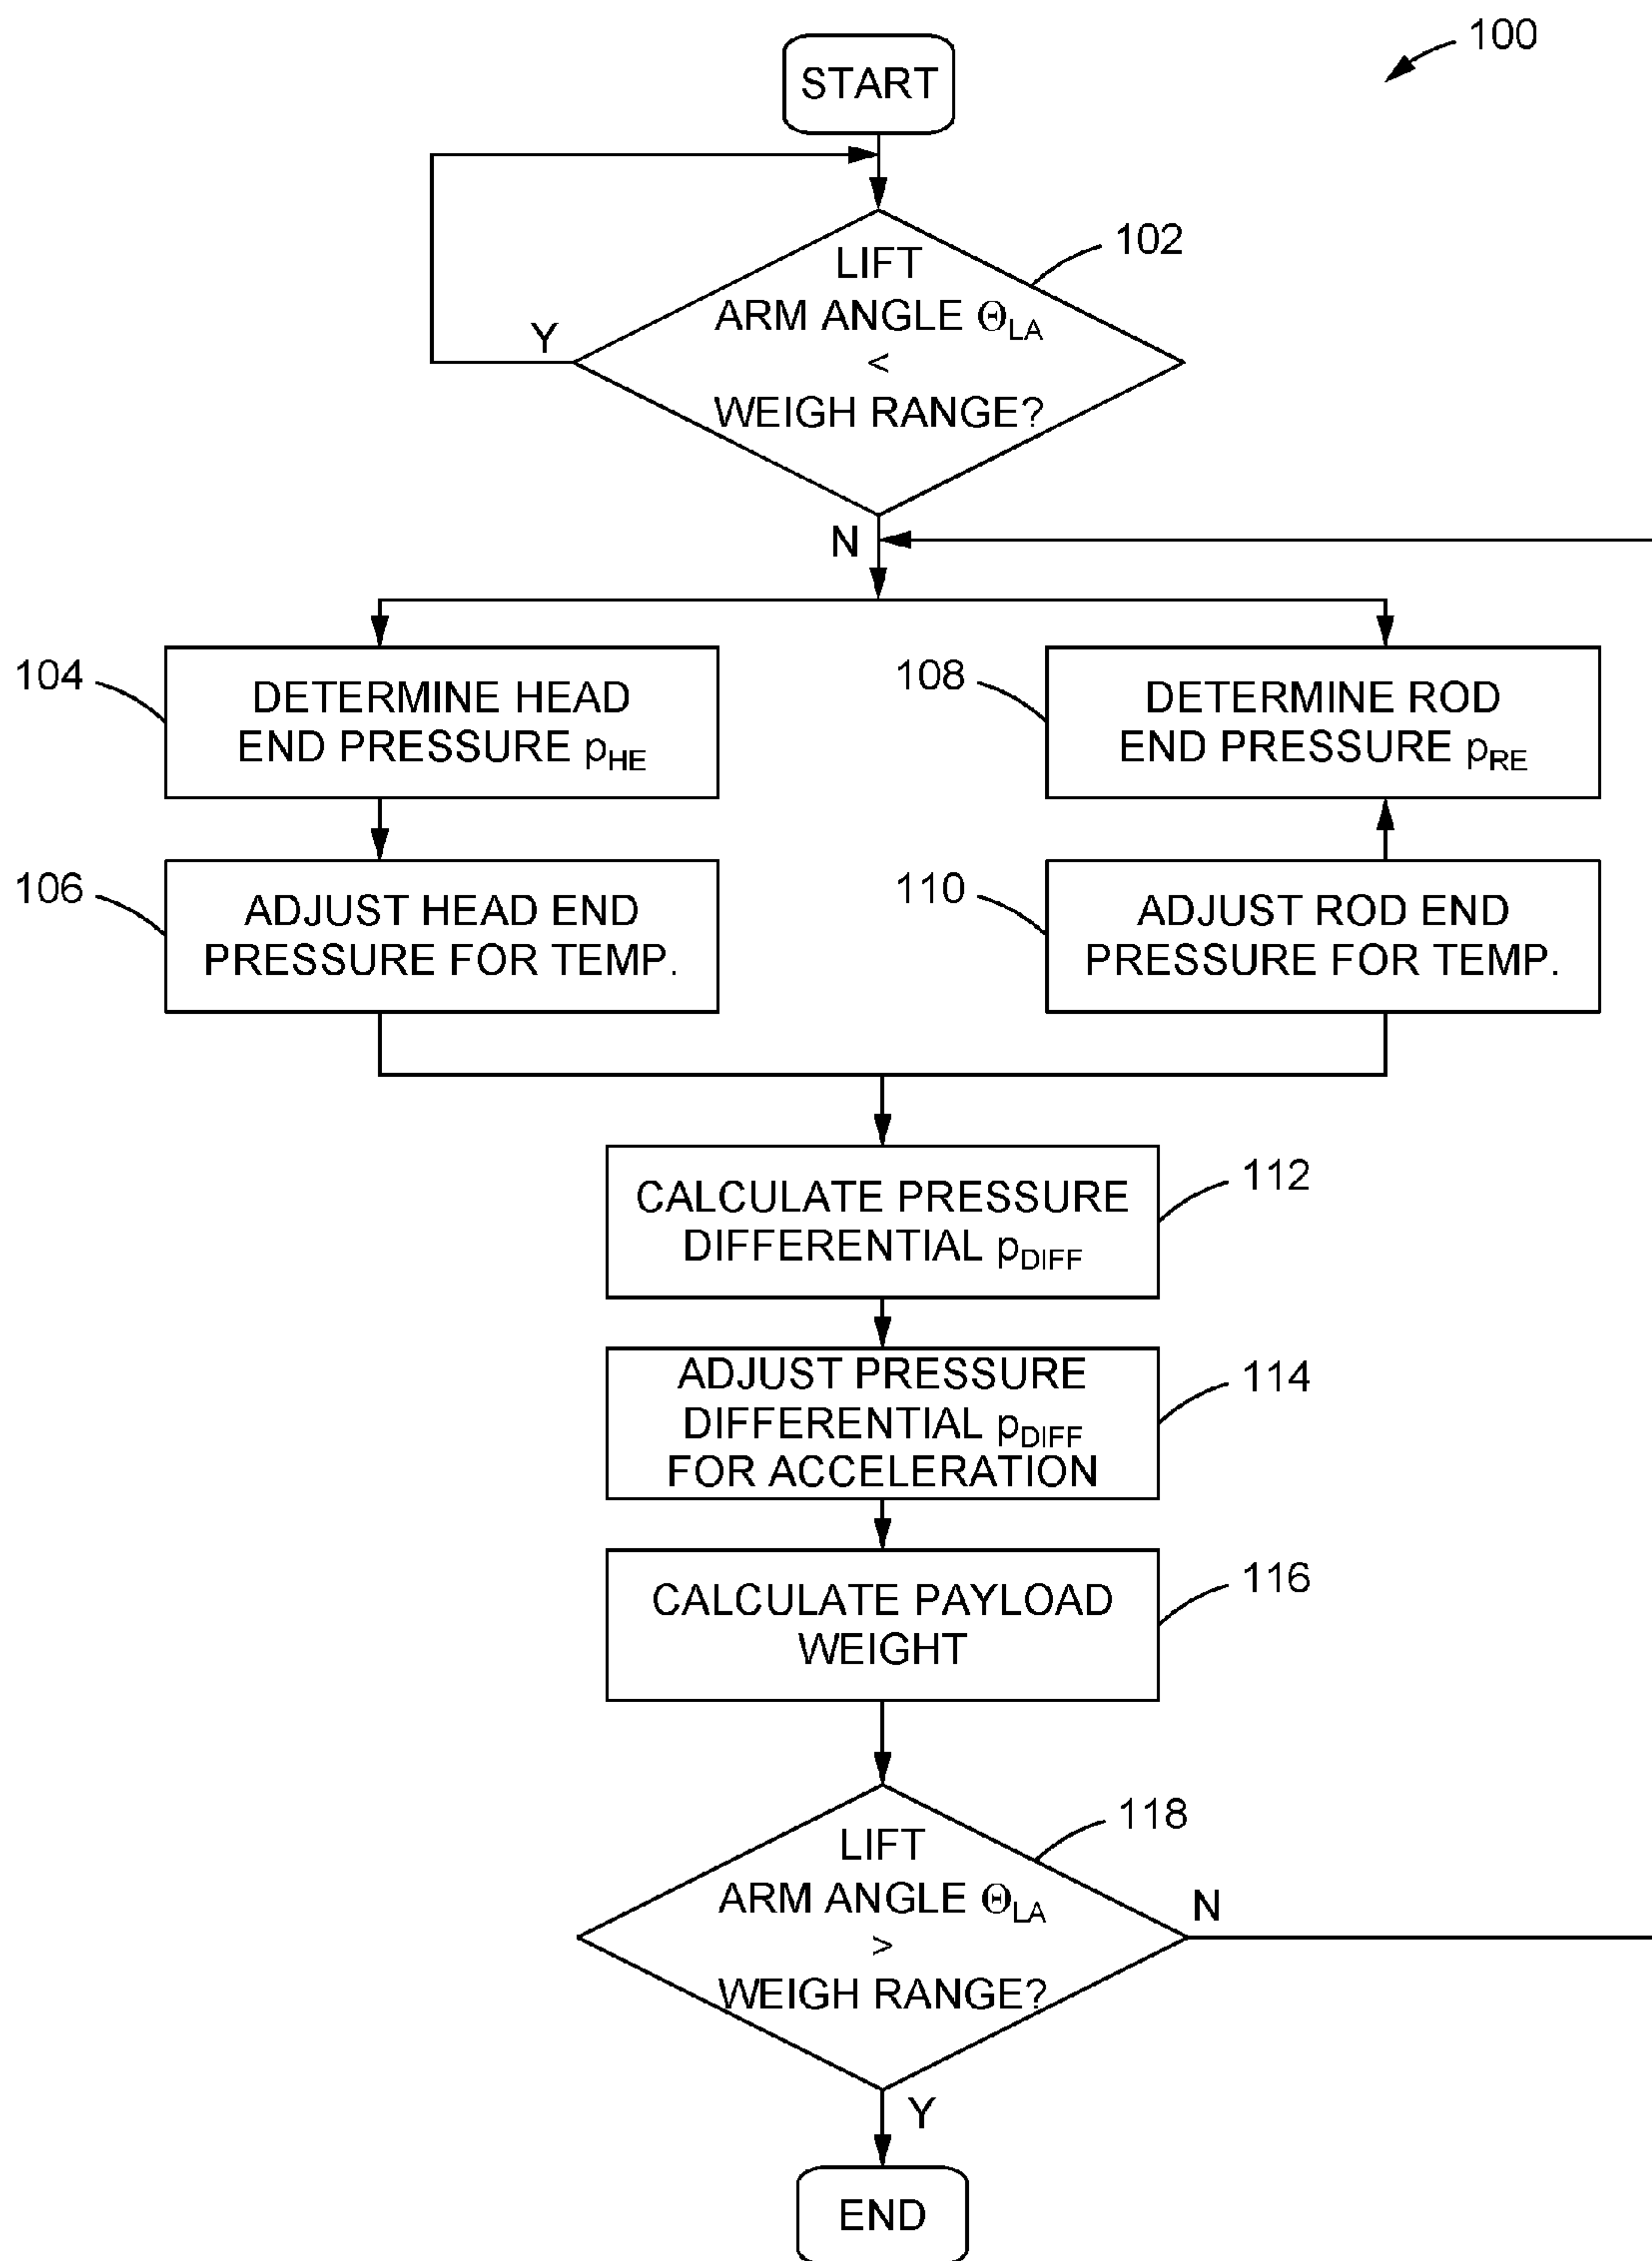 100
START
102
LIFT
ARM ANGLE ΘLA
<
WEIGH RANGE?
Y
N
104
DETERMINE HEAD
END PRESSURE pHE
108
DETERMINE ROD
END PRESSURE pRE
106
ADJUST HEAD END
PRESSURE FOR TEMP.
110
ADJUST ROD END
PRESSURE FOR TEMP.
112
CALCULATE PRESSURE
DIFFERENTIAL pDIFF
114
ADJUST PRESSURE
DIFFERENTIAL pDIFF
FOR ACCELERATION
116
CALCULATE PAYLOAD
WEIGHT
118
LIFT
ARM ANGLE ΘLA
>
WEIGH RANGE?
N
Y
END